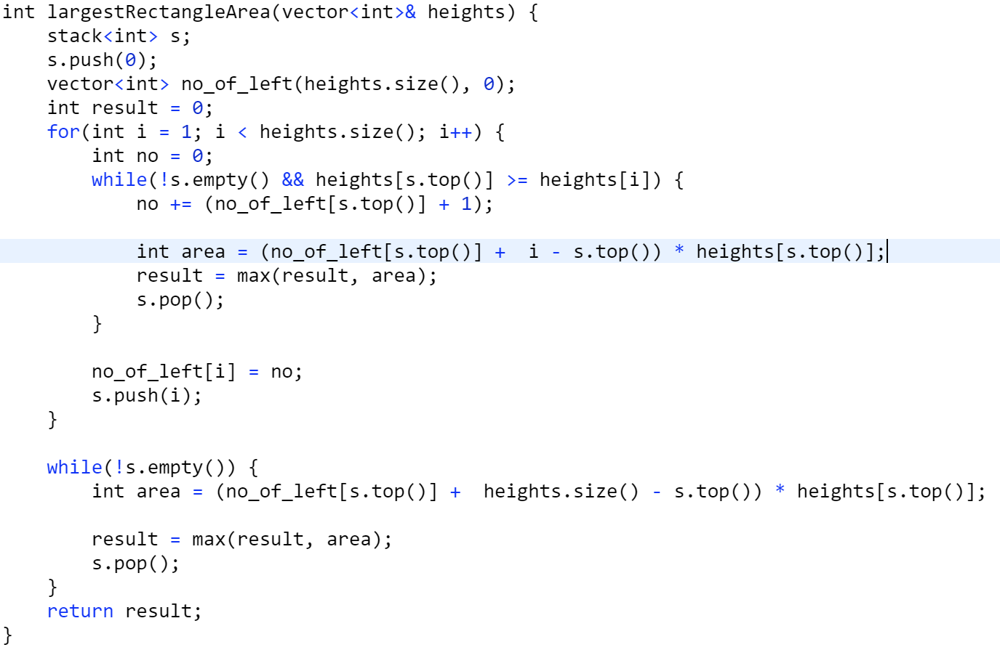 int largestRectangleArea(vector<int>& heights) {
    stack<int> s;
    s.push(0);
    vector<int> no_of_left(heights.size(), 0);
    int result = 0;
    for(int i = 1; i < heights.size(); i++) {
        int no = 0;
        while(!s.empty() && heights[s.top()] >= heights[i]) {
            no += (no_of_left[s.top()] + 1);

            int area = (no_of_left[s.top()] +  i - s.top()) * heights[s.top()];
            result = max(result, area);
            s.pop();
        }

        no_of_left[i] = no;
        s.push(i);
    }

    while(!s.empty()) {
        int area = (no_of_left[s.top()] +  heights.size() - s.top()) * heights[s.top()];

        result = max(result, area);
        s.pop();
    }
    return result;
}